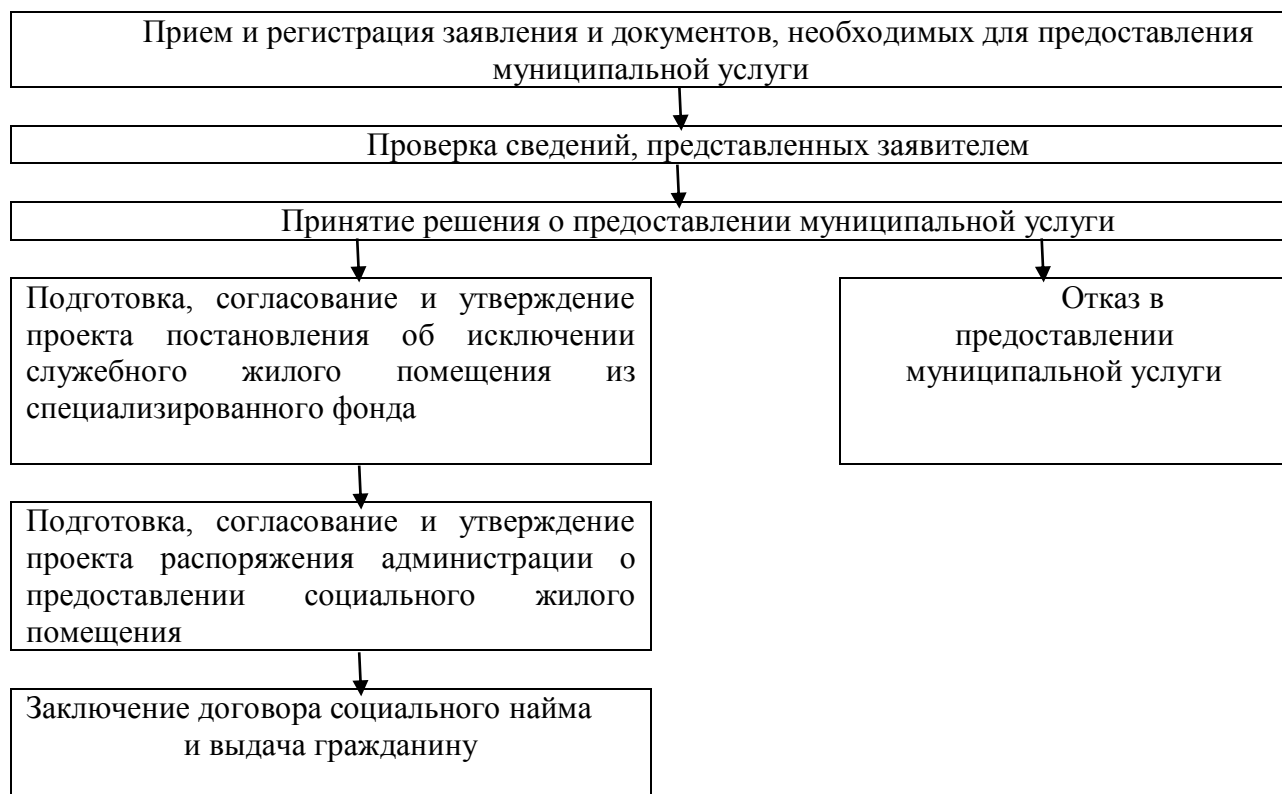 Прием и регистрация заявления и документов, необходимых для предоставления
муниципальной услуги
Проверка сведений, представленных заявителем
Принятие решения о предоставлении муниципальной услуги
Подготовка, согласование и утверждение
проекта постановления об исключении
служебного жилого помещения из
специализированного фонда
Отказ в
предоставлении
муниципальной услуги
Подготовка, согласование и утверждение
проекта распоряжения администрации о
предоставлении социального жилого
помещения
Заключение договора социального найма
и выдача гражданину